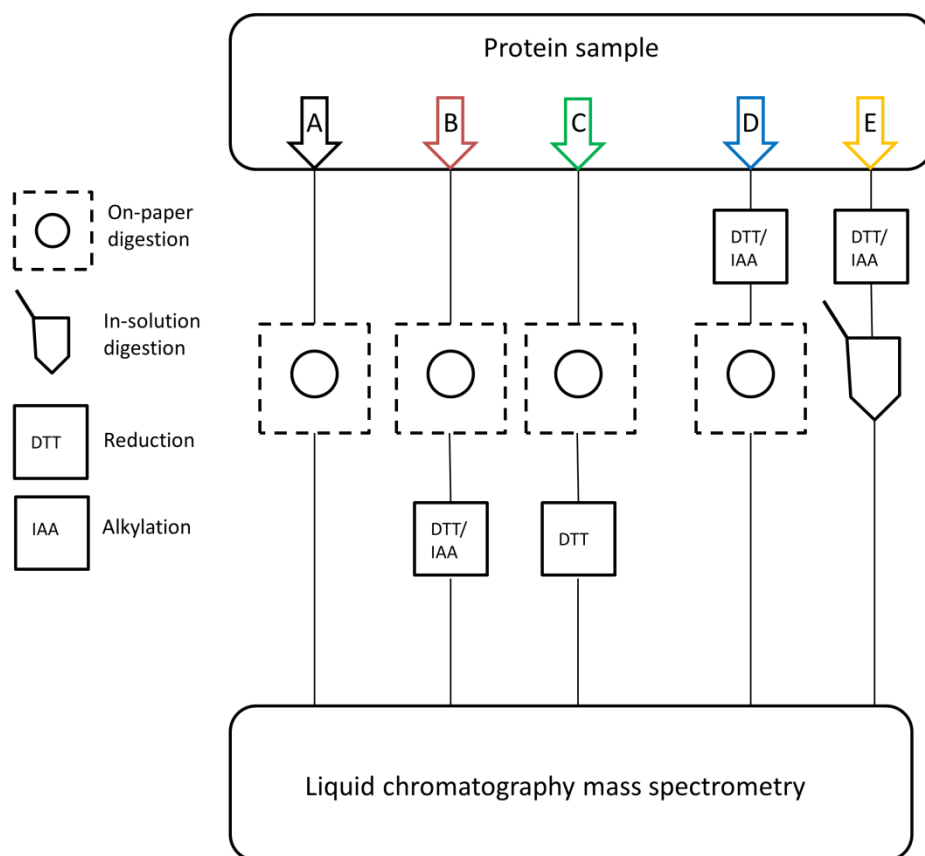 Protein sample
A
B
C
D
E
On-paper
digestion
In-solution
digestion
DTT
Reduction
IAA
Alkylation
DTT/
IAA
DTT/
IAA
DTT/
IAA
DTT
Liquid chromatography mass spectrometry